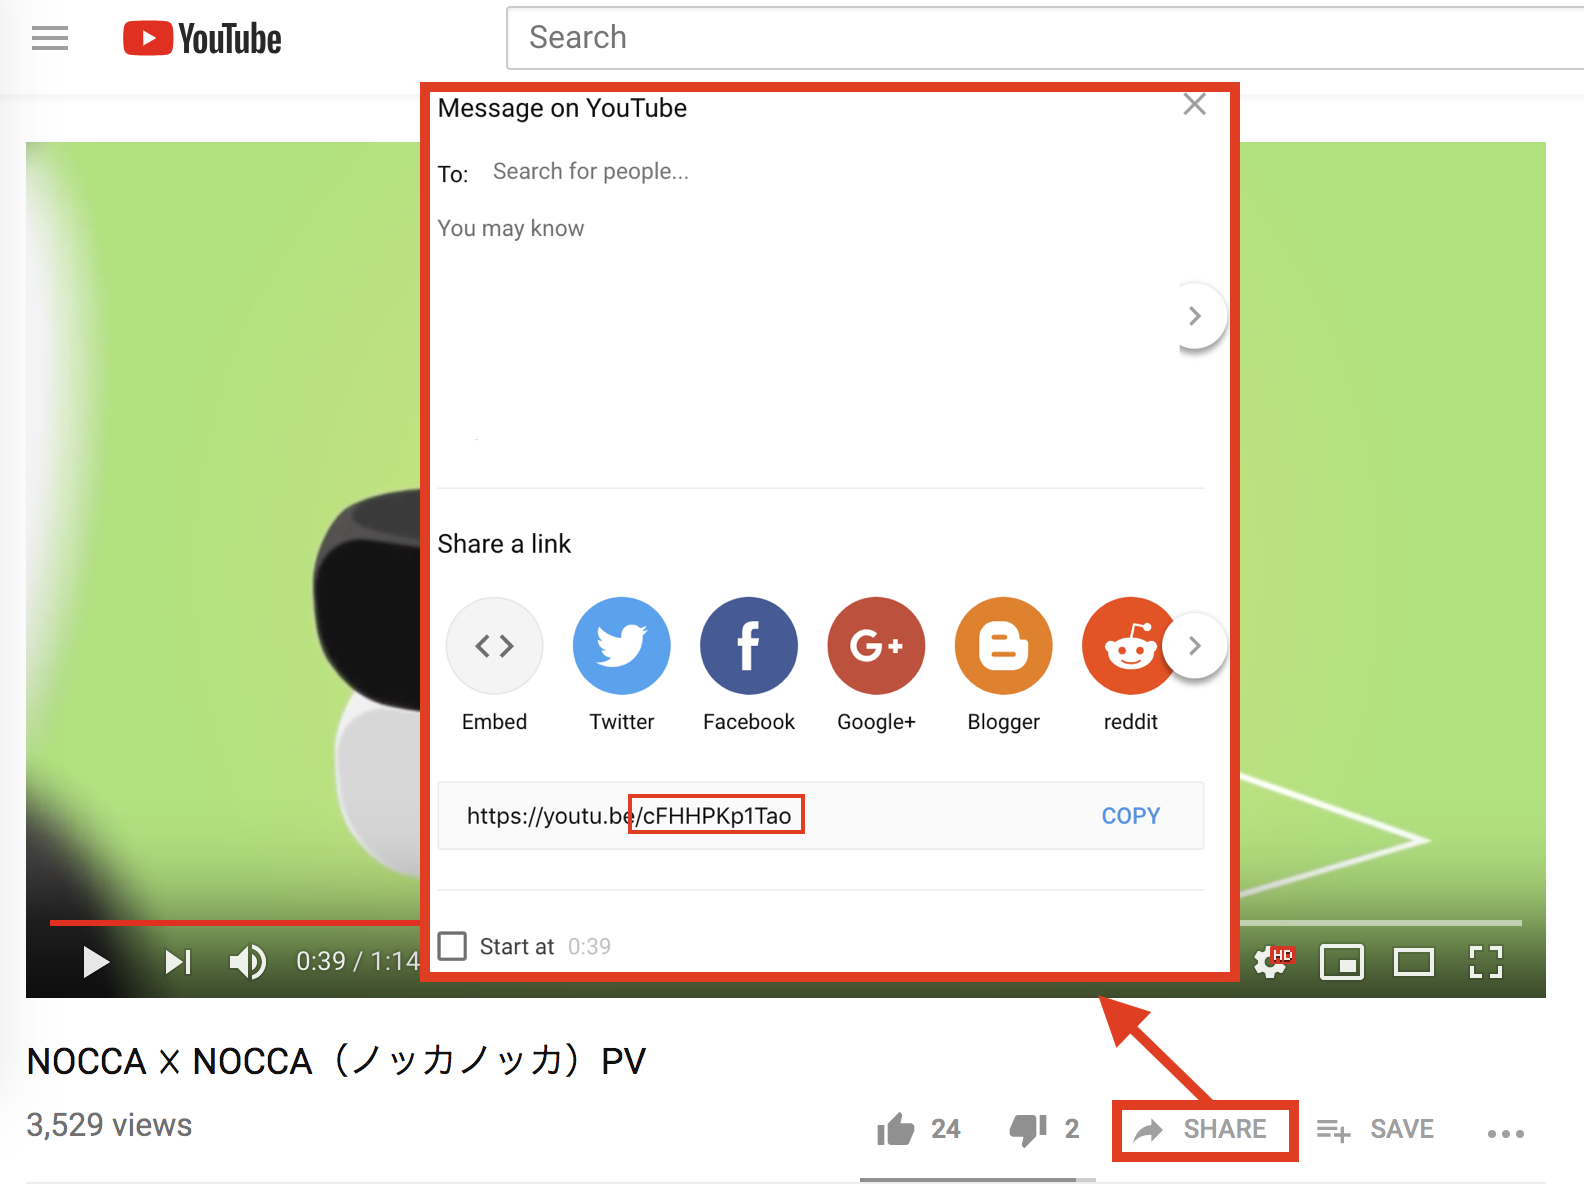 YouTube
Search
Message on YouTube
To: Search for people...
You may know
Share a link
Embed
Twitter
Facebook
G+
Google+
Blogger
reddit
https://youtu.be/cFHHPKp1Tao
COPY
Start at 0:39
0:39 / 1:14
HD
NOCCA × NOCCA（ノッカノッカ）PV
3,529 views
24
2
SHARE
SAVE